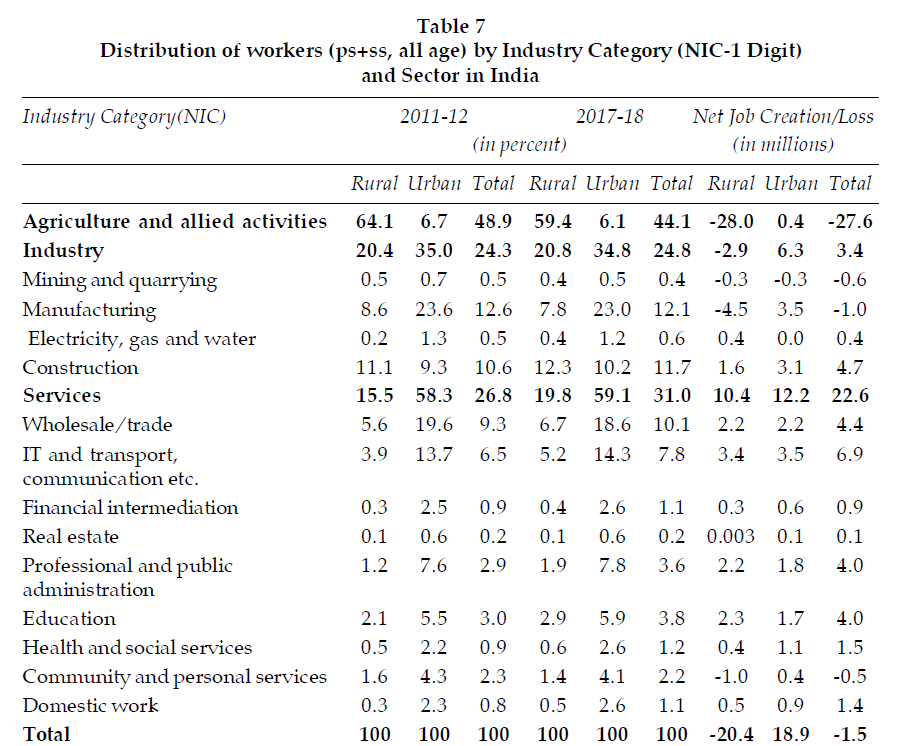 Table 7
Distribution of workers (ps+ss, all age) by Industry Category (NIC-1 Digit)
and Sector in India
Industry Category(NIC) 2011-12 2017-18 Net Job Creation/Loss
(in percent) (in millions)
Rural Urban Total Rural Urban Total Rural Urban Total
Agriculture and allied activities 64.1 6.7 48.9 59.4 6.1 44.1 -28.0 0.4 -27.6
Industry 20.4 35.0 24.3 20.8 34.8 24.8 -2.9 6.3 3.4
Mining and quarrying 0.5 0.7 0.5 0.4 0.5 0.4 -0.3 -0.3 -0.6
Manufacturing 8.6 23.6 12.6 7.8 23.0 12.1 -4.5 3.5 -1.0
Electricity, gas and water 0.2 1.3 0.5 0.4 1.2 0.6 0.4 0.0 0.4
Construction 11.1 9.3 10.6 12.3 10.2 11.7 1.6 3.1 4.7
Services 15.5 58.3 26.8 19.8 59.1 31.0 10.4 12.2 22.6
Wholesale/trade 5.6 19.6 9.3 6.7 18.6 10.1 2.2 2.2 4.4
IT and transport, 3.9 13.7 6.5 5.2 14.3 7.8 3.4 3.5 6.9
communication etc.
Financial intermediation 0.3 2.5 0.9 0.4 2.6 1.1 0.3 0.6 0.9
Real estate 0.1 0.6 0.2 0.1 0.6 0.2 0.003 0.1 0.1
Professional and public 1.2 7.6 2.9 1.9 7.8 3.6 2.2 1.8 4.0
administration
Education 2.1 5.5 3.0 2.9 5.9 3.8 2.3 1.7 4.0
Health and social services 0.5 2.2 0.9 0.6 2.6 1.2 0.4 1.1 1.5
Community and personal services 1.6 4.3 2.3 1.4 4.1 2.2 -1.0 0.4 -0.5
Domestic work 0.3 2.3 0.8 0.5 2.6 1.1 0.5 0.9 1.4
Total 100 100 100 100 100 100 -20.4 18.9 -1.5